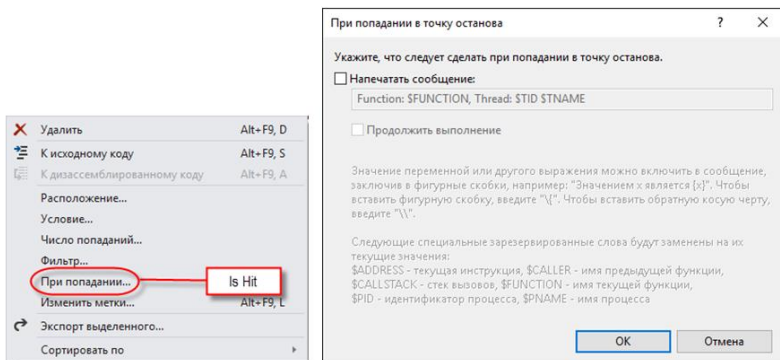 Удалить Alt+F9, D
К исходному коду Alt+F9, S
К дизассемблированному коду Alt+F9, A
Расположение...
Условие...
Число попаданий...
Фильтр...
При попадании... Is Hit
Изменить метки... Alt+F9, L
Экспорт выделенного...
Сортировать по
При попадании в точку останова ? ×
Укажите, что следует сделать при попадании в точку останова.
Напечатать сообщение:
Function: $FUNCTION, Thread: $TID $TNAME
Продолжить выполнение
Значение переменной или другого выражения можно включить в сообщение,
заключив в фигурные скобки, например: "Значением x является {x}". Чтобы
вставить фигурную скобку, введите "\{". Чтобы вставить обратную косую черту,
введите "\\".
Следующие специальные зарезервированные слова будут заменены на их
текущие значения:
$ADDRESS - текущая инструкция, $CALLER - имя предыдущей функции,
$CALLSTACK - стек вызовов, $FUNCTION - имя текущей функции,
$PID - идентификатор процесса, $PNAME - имя процесса
ОК Отмена